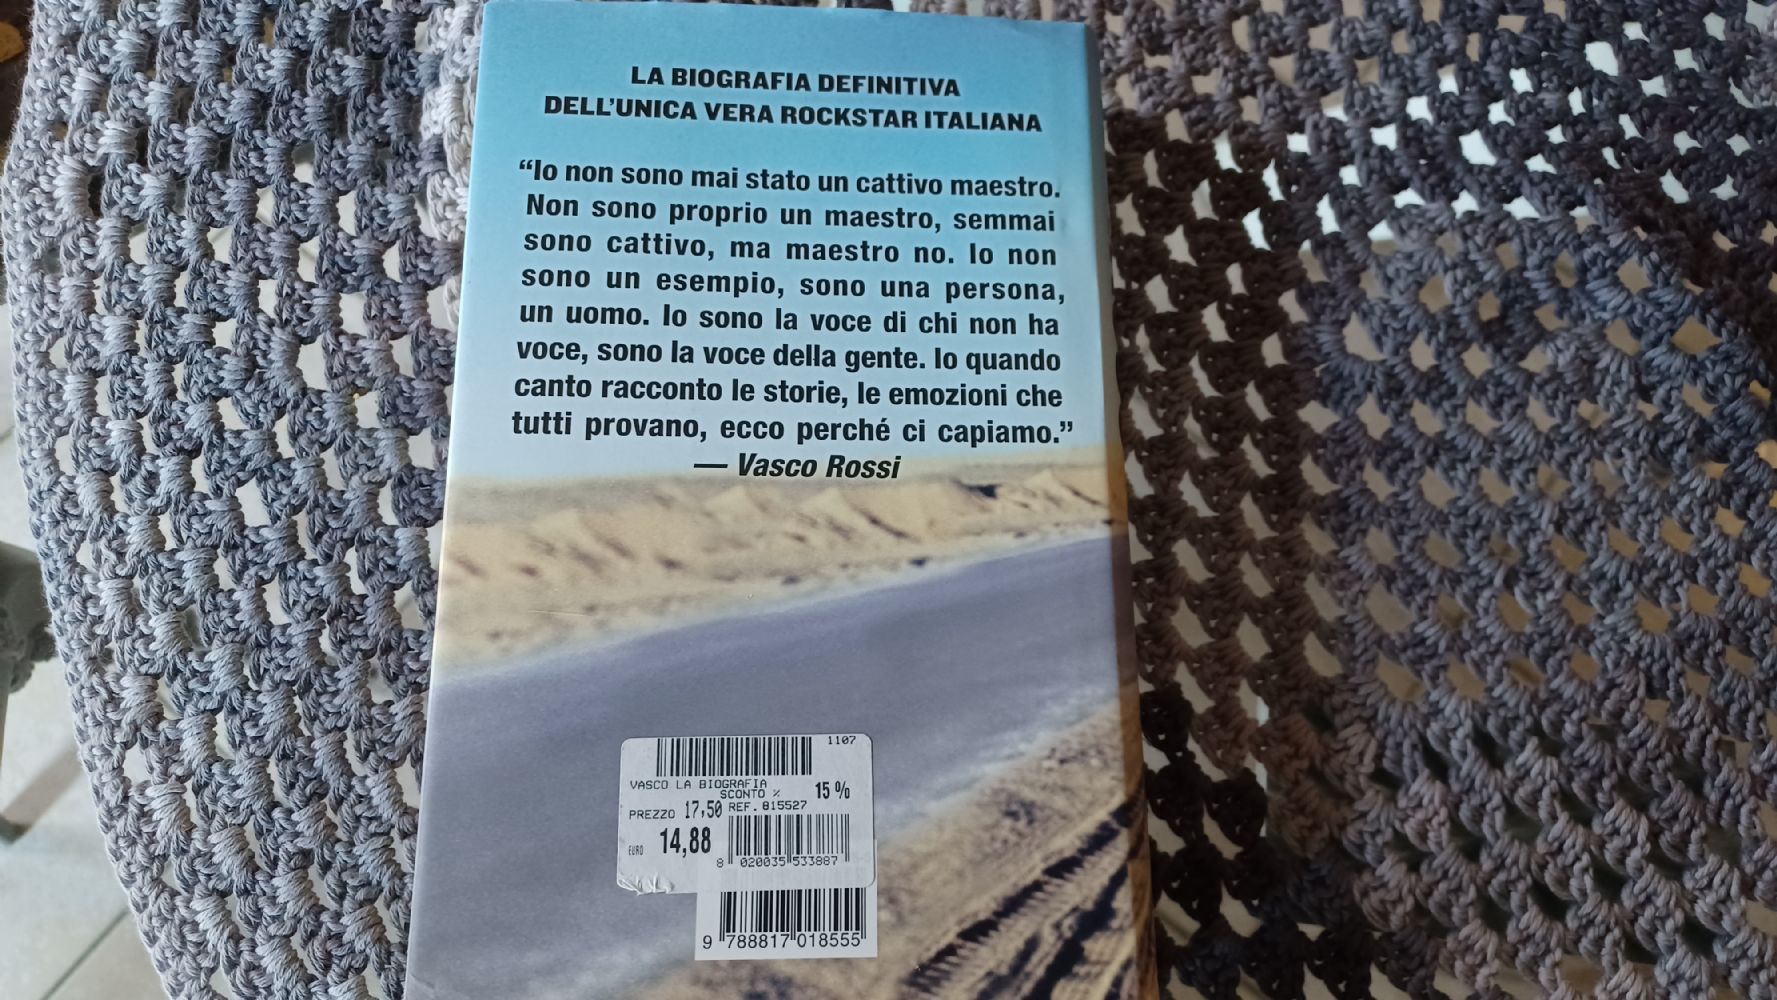 LA BIOGRAFIA DEFINITIVA
DELL'UNICA VERA ROCKSTAR ITALIANA
“Io non sono mai stato un cattivo maestro.
Non sono proprio un maestro, semmai
sono cattivo, ma maestro no. Io non
sono un esempio, sono una persona,
un uomo. Io sono la voce di chi non ha
voce, sono la voce della gente. Io quando
canto racconto le storie, le emozioni che
tutti provano, ecco perché ci capiamo.”
— Vasco Rossi
1107
VASCO LA BIOGRAFIA
SCONTO % 15 %
PREZZO 17,50 REF. 815527
EURO 14,88
8 020035 533887
9 788817 018555